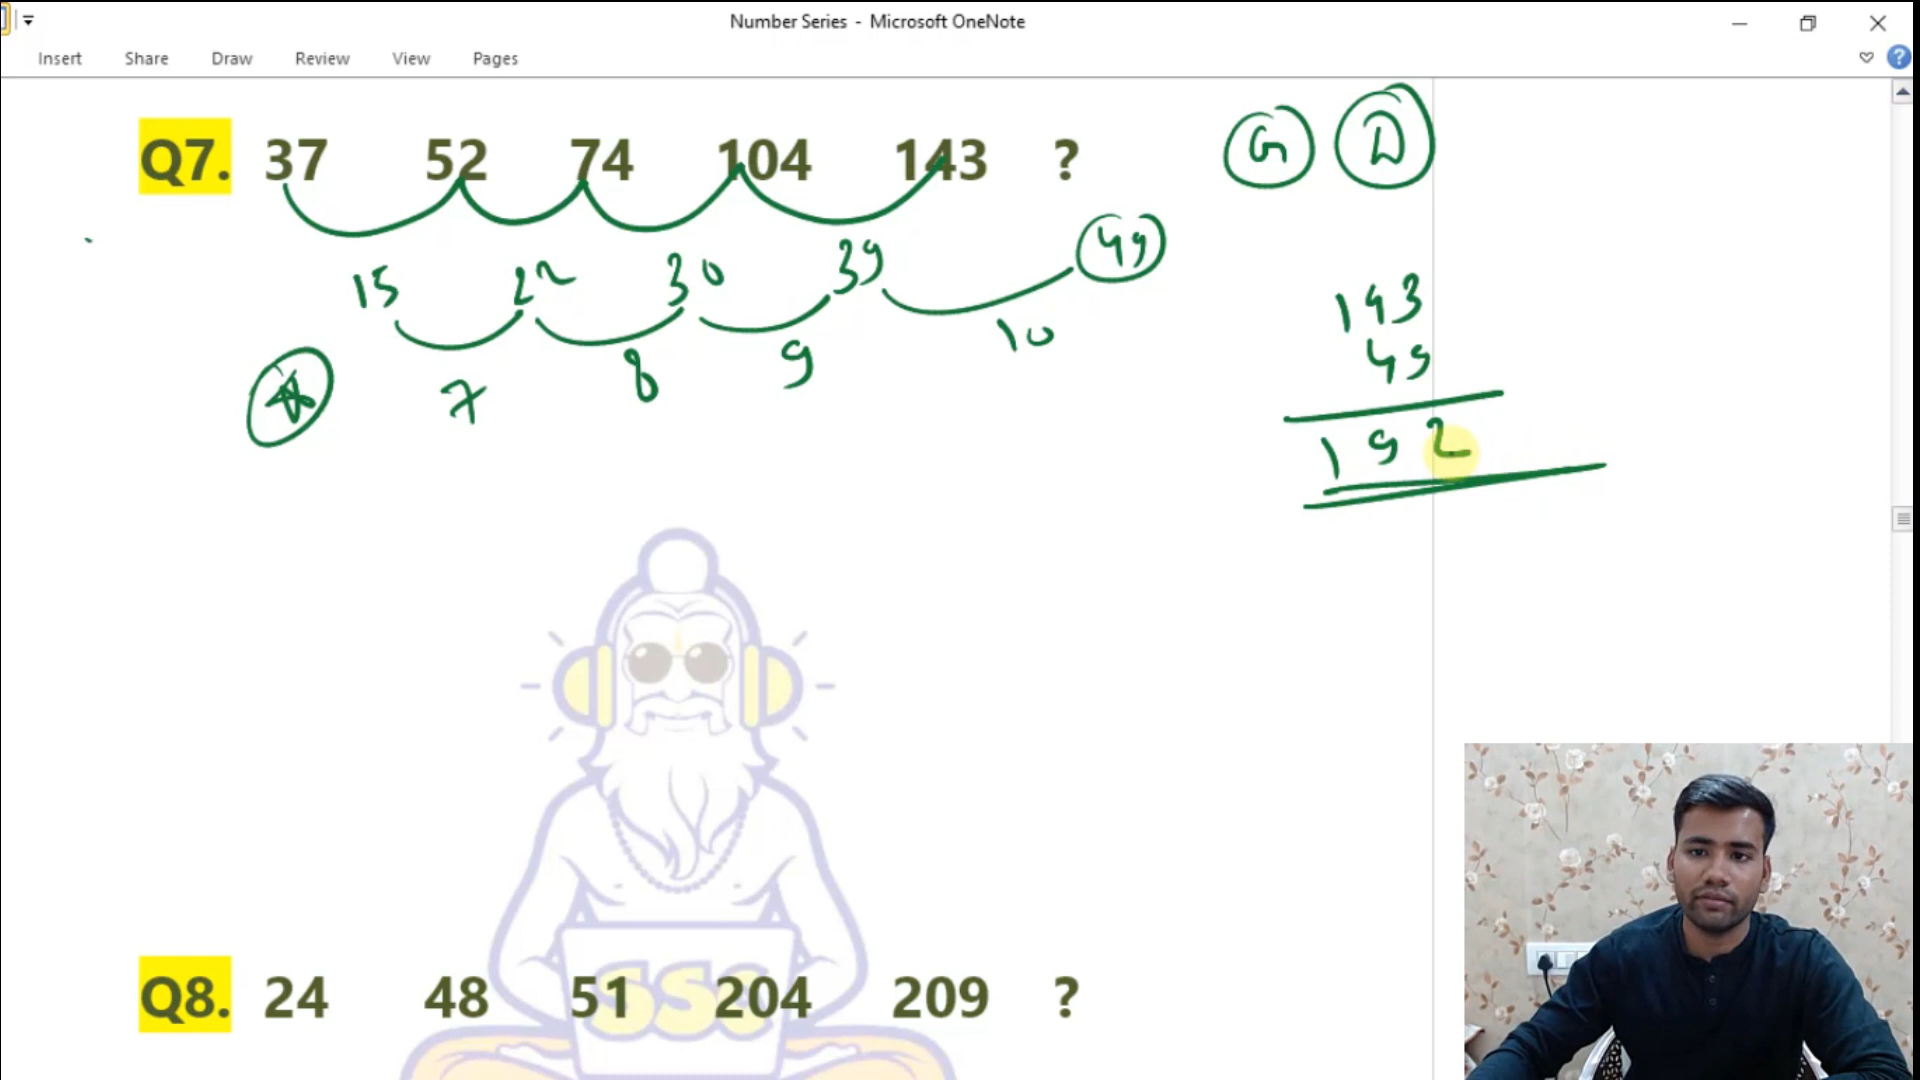 Number Series - Microsoft OneNote
Insert Share Draw Review View Pages
?
Q7. 37 52 74 104 143 ?
G D
15 22 30 39 49
7 8 9 10
143
49
192
SSC
Q8. 24 48 51 204 209 ?